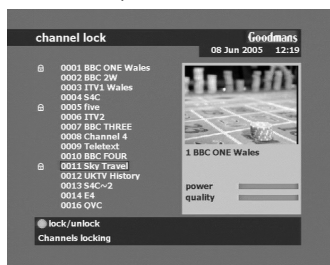 channel lock
Goodmans
08 Jun 2005 12:19
0001 BBC ONE Wales
0002 BBC 2W
0003 ITV1 Wales
0004 S4C
0005 five
0006 ITV2
0007 BBC THREE
0008 Channel 4
0009 Teletext
0010 BBC FOUR
0011 Sky Travel
0012 UKTV History
0013 S4C~2
0014 E4
0016 QVC
1 BBC ONE Wales
power
quality
lock/unlock
Channels locking